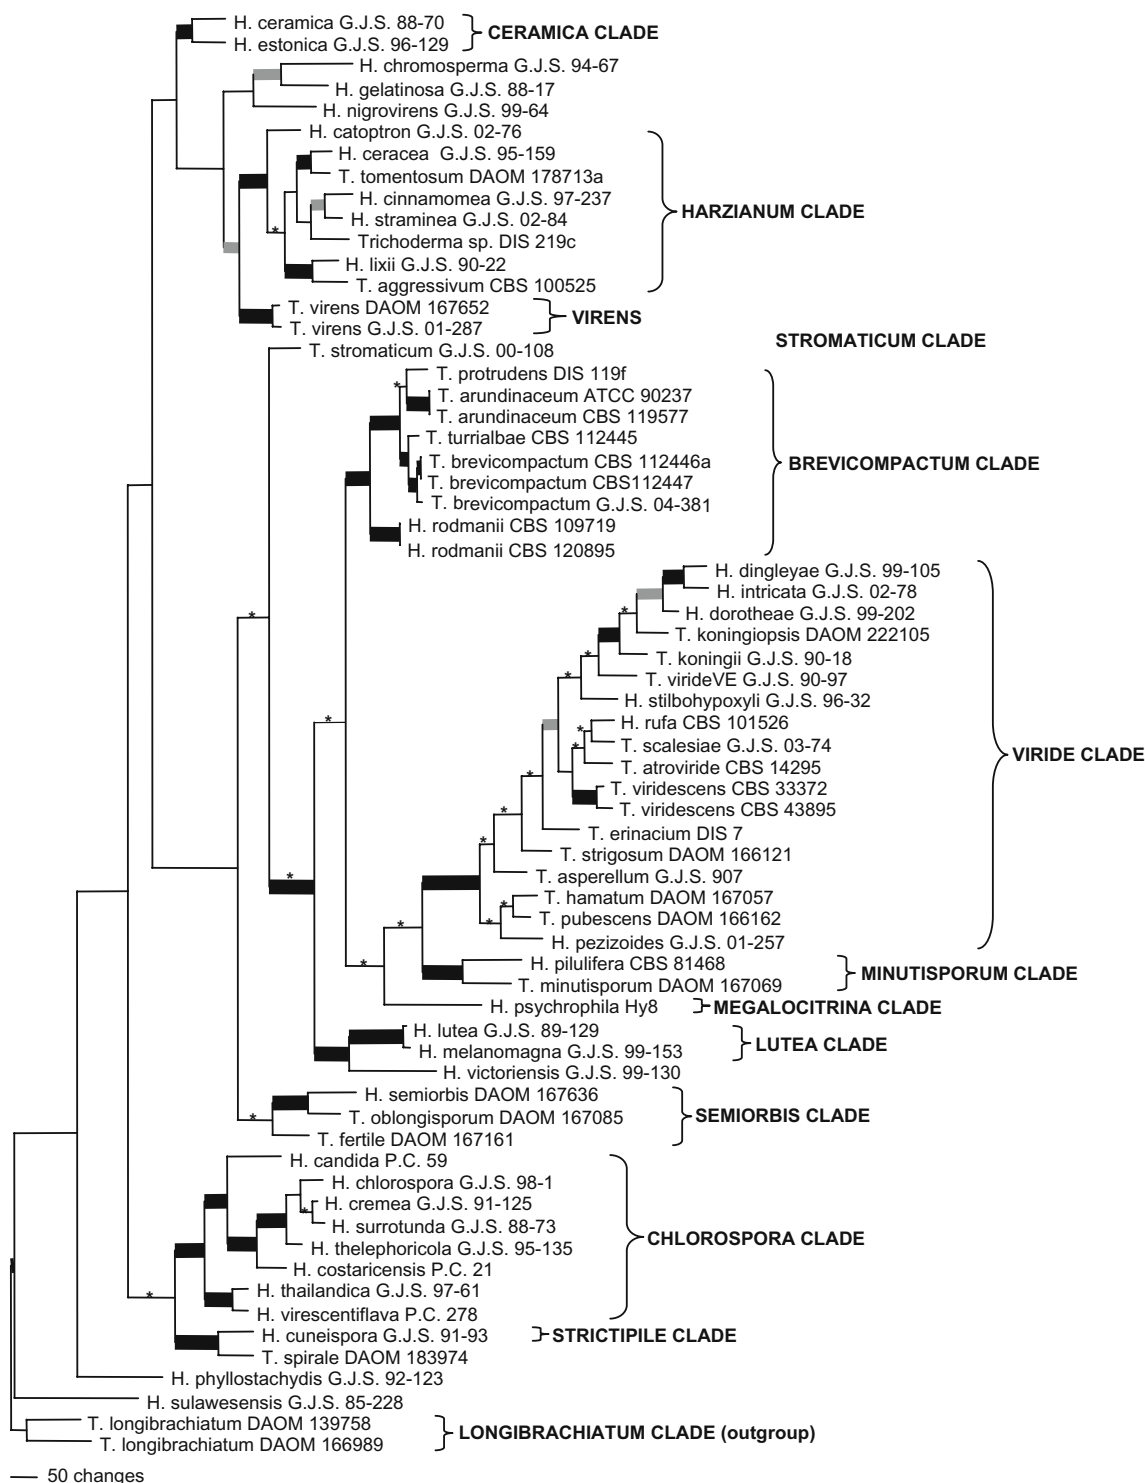 H. ceramica G.J.S. 88-70
H. estonica G.J.S. 96-129
CERAMICA CLADE
H. chromosperma G.J.S. 94-67
H. gelatinosa G.J.S. 88-17
H. nigrovirens G.J.S. 99-64
H. catoptron G.J.S. 02-76
H. ceracea G.J.S. 95-159
T. tomentosum DAOM 178713a
H. cinnamomea G.J.S. 97-237
H. straminea G.J.S. 02-84
HARZIANUM CLADE
Trichoderma sp. DIS 219c
H. lixii G.J.S. 90-22
T. aggressivum CBS 100525
T. virens DAOM 167652
VIRENS
T. virens G.J.S. 01-287
STROMATICUM CLADE
T. stromaticum G.J.S. 00-108
T. protrudens DIS 119f
T. arundinaceum ATCC 90237
T. arundinaceum CBS 119577
T. turrialbae CBS 112445
T. brevicompactum CBS 112446a
BREVICOMPACTUM CLADE
T. brevicompactum CBS112447
T. brevicompactum G.J.S. 04-381
H. rodmanii CBS 109719
H. rodmanii CBS 120895
H. dingleyae G.J.S. 99-105
H. intricata G.J.S. 02-78
H. dorotheae G.J.S. 99-202
T. koningiopsis DAOM 222105
T. koningii G.J.S. 90-18
T. virideVE G.J.S. 90-97
H. stilbohypoxyli G.J.S. 96-32
H. rufa CBS 101526
T. scalesiae G.J.S. 03-74
VIRIDE CLADE
T. atroviride CBS 14295
T. viridescens CBS 33372
T. viridescens CBS 43895
T. erinacium DIS 7
T. strigosum DAOM 166121
T. asperellum G.J.S. 907
T. hamatum DAOM 167057
T. pubescens DAOM 166162
H. pezizoides G.J.S. 01-257
H. pilulifera CBS 81468
MINUTISPORUM CLADE
T. minutisporum DAOM 167069
H. psychrophila Hy8
MEGALOCITRINA CLADE
H. lutea G.J.S. 89-129
LUTEA CLADE
H. melanomagna G.J.S. 99-153
H. victoriensis G.J.S. 99-130
H. semiorbis DAOM 167636
T. oblongisporum DAOM 167085
SEMIORBIS CLADE
T. fertile DAOM 167161
H. candida P.C. 59
H. chlorospora G.J.S. 98-1
H. cremea G.J.S. 91-125
H. surrotunda G.J.S. 88-73
CHLOROSPORA CLADE
H. thelephoricola G.J.S. 95-135
H. costaricensis P.C. 21
H. thailandica G.J.S. 97-61
H. virescentiflava P.C. 278
H. cuneispora G.J.S. 91-93
STRICTIPILE CLADE
T. spirale DAOM 183974
H. phyllostachydis G.J.S. 92-123
H. sulawesensis G.J.S. 85-228
T. longibrachiatum DAOM 139758
LONGIBRACHIATUM CLADE (outgroup)
T. longibrachiatum DAOM 166989
50 changes